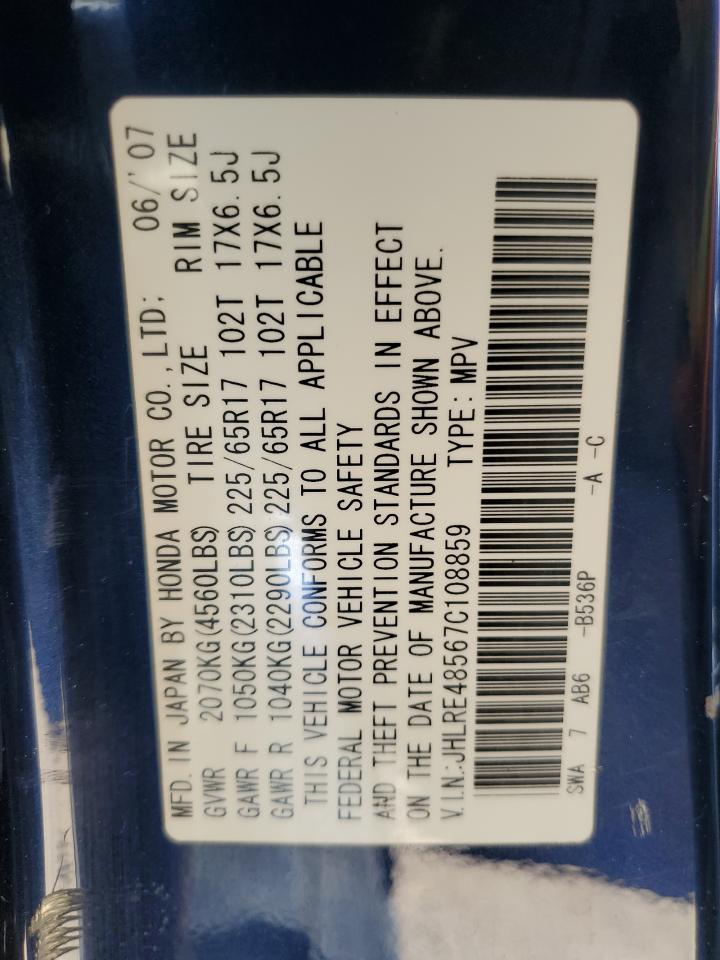 MFD. IN JAPAN BY HONDA MOTOR CO.,LTD; 06/'07
GVWR 2070KG(4560LBS) TIRE SIZE RIM SIZE
GAWR F 1050KG(2310LBS)225/65R17 102T 17X6.5J
GAWR R 1040KG(2290LBS)225/65R17 102T 17X6.5J
THIS VEHICLE CONFORMS TO ALL APPLICABLE
FEDERAL MOTOR VEHICLE SAFETY
AND THEFT PREVENTION STANDARDS IN EFFECT
ON THE DATE OF MANUFACTURE SHOWN ABOVE.
V.I.N.:JHLRE48567C108859 TYPE:MPV
SWA 7 AB6 -B536P -A -C